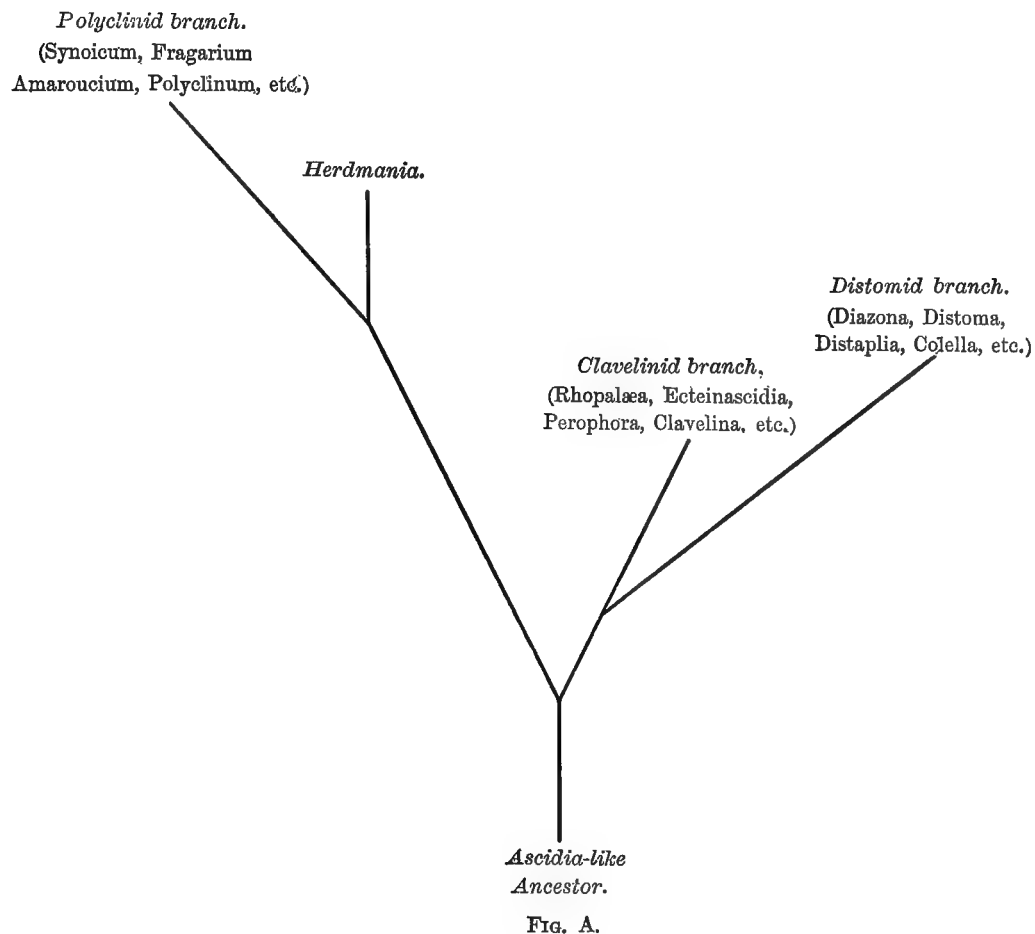 Polyclinid branch.
(Synoicum, Fragarium
Amaroucium, Polyclinum, etc.)
Herdmania.
Distomid branch.
(Diazona, Distoma,
Distaplia, Colella, etc.)
Clavelinid branch,
(Rhopalæa, Ecteinascidia,
Perophora, Clavelina, etc.)
Ascidia-like
Ancestor.
FIG. A.